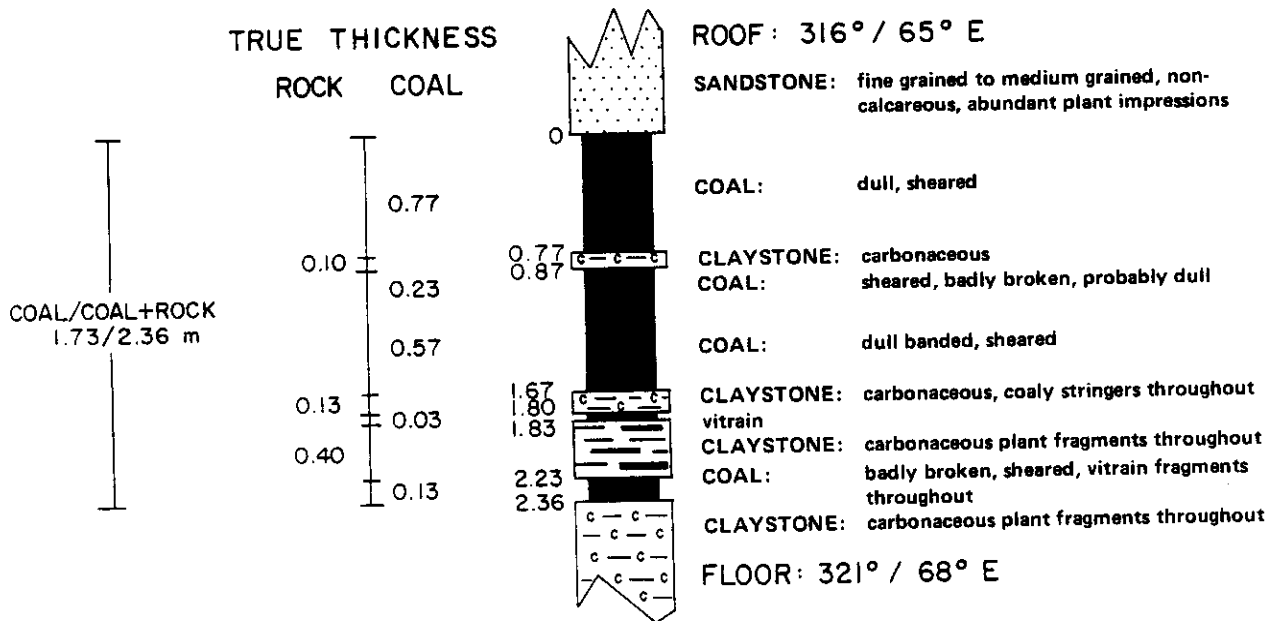 TRUE THICKNESS
ROCK COAL
ROOF: 316° / 65° E
SANDSTONE: fine grained to medium grained, non-
calcareous, abundant plant impressions
0
COAL: dull, sheared
0.77
0.77
0.10
0.87
CLAYSTONE: carbonaceous
COAL: sheared, badly broken, probably dull
0.23
COAL/COAL+ROCK
1.73/2.36 m
0.57
COAL: dull banded, sheared
1.67
0.13
1.80
CLAYSTONE: carbonaceous, coaly stringers throughout
vitrain
0.03
1.83
CLAYSTONE: carbonaceous plant fragments throughout
0.40
2.23
COAL: badly broken, sheared, vitrain fragments
throughout
0.13
2.36
CLAYSTONE: carbonaceous plant fragments throughout
FLOOR: 321° / 68° E
c — c — c
c — c —
— c —
c — c —
— c — c
c — c —
— c — c
c —